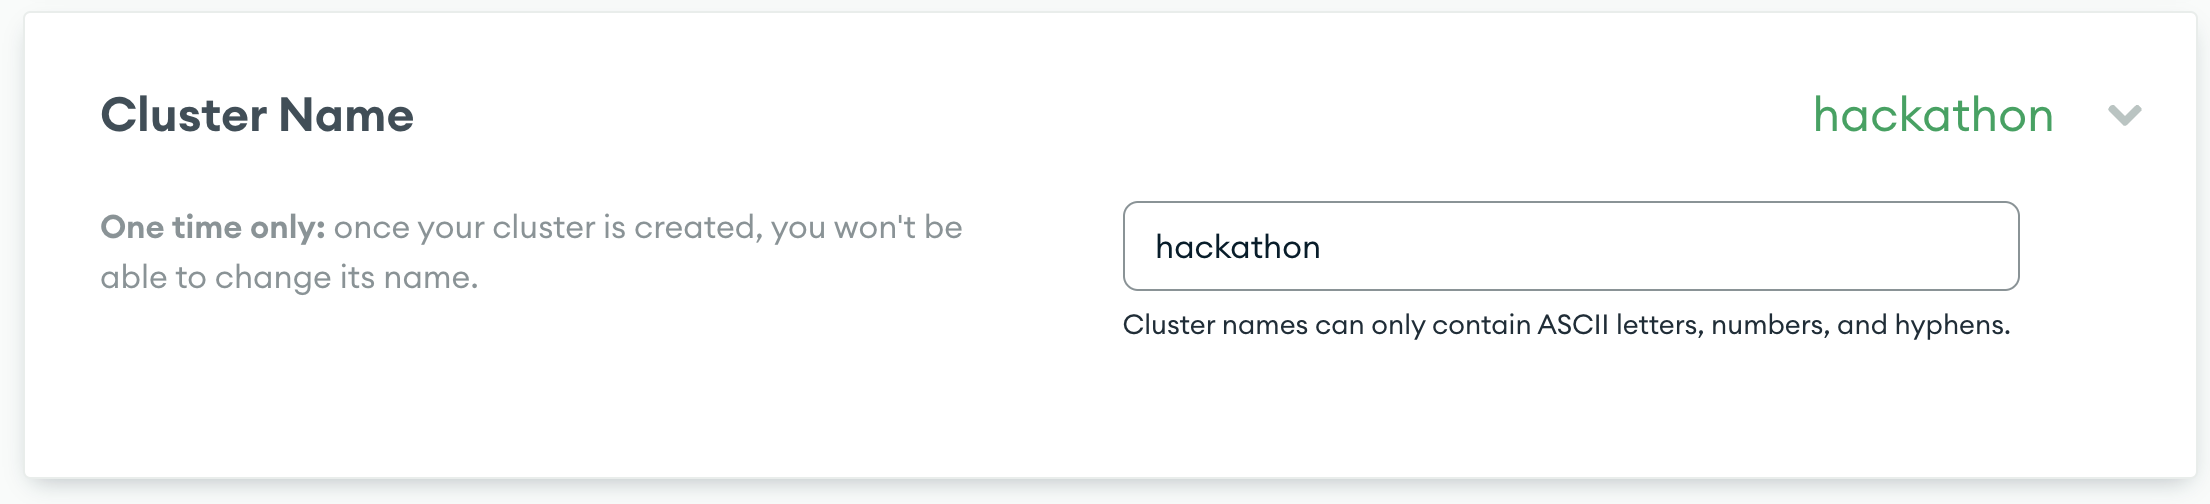 Cluster Name
hackathon
One time only: once your cluster is created, you won't be
able to change its name.
hackathon
Cluster names can only contain ASCII letters, numbers, and hyphens.